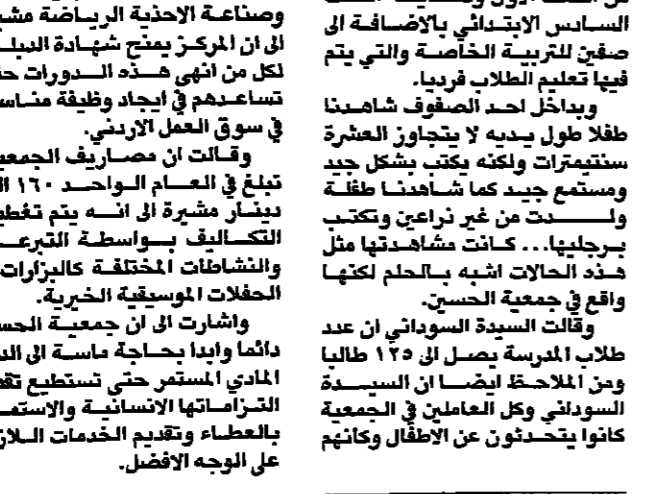 السادس الابتدائي بالاضافة الى
صفين للتربية الخاصة والتي يتم
فيها تعليم الطلاب فرديا.
وبداخل احد الصفوف شاهدنا
طفلا طول يديه لا يتجاوز العشرة
سنتيمترات ولكنه يكتب بشكل جيد
ومستمع جيد كما شاهدنا طفلة
ولدت من غير ذراعين وتكتب
برجليها... كانت مشاهدتها مثل
هذه الحالات اشبه بالحلم لكنها
واقع في جمعية الحسين.
وقالت السيدة السوداني ان عدد
طلاب المدرسة يصل الى ١٢٥ طالبا
ومن الملاحظ ايضا ان السيدة
السوداني وكل العاملين في الجمعية
كانوا يتحدثون عن الاطفال وكأنهم
وصناعة الاحذية الرياضة
الى ان المركز يمنح شهادة
لكل من انهى هذه الدورات
تساعدهم في ايجاد وظيفة
في سوق العمل الاردني.
وقالت ان مصاريف
تبلغ في العام الواحد ١٦٠
دينار مشيرة الى انه يتم
التكاليف بواسطة
والنشاطات المختلفة كالبزارات
الحفلات الموسيقية الخيرية.
واشارت الى ان جمعية
دائما وابدا بحاجة ماسة الى
المادي المستمر حتى تستطيع
التزاماتها الانسانية
بالعطاء وتقديم الخدمات
على الوجه الافضل.